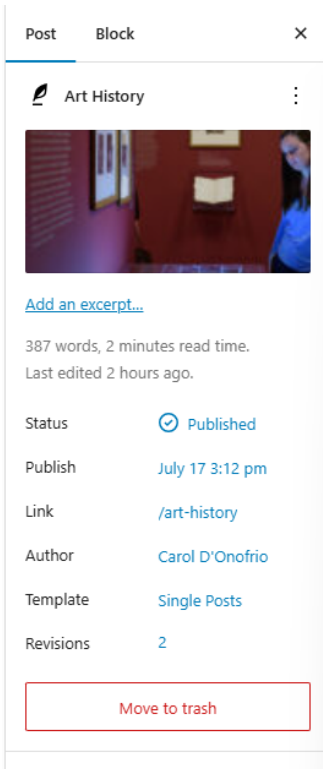 Post Block
Art History
Add an excerpt...
387 words, 2 minutes read time.
Last edited 2 hours ago.
Status Published
Publish July 17 3:12 pm
Link /art-history
Author Carol D'Onofrio
Template Single Posts
Revisions 2
Move to trash